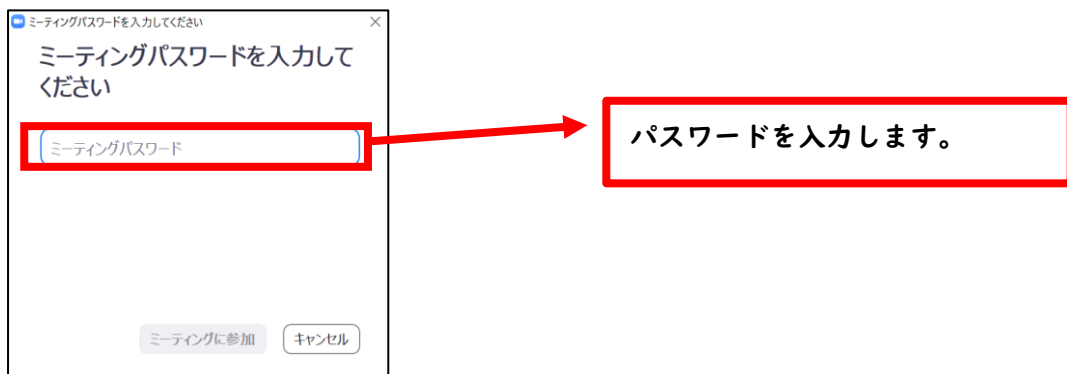 ミーティングパスワードを入力してください
ミーティングパスワードを入力して
ください
ミーティングパスワード
パスワードを入力します。
ミーティングに参加
キャンセル